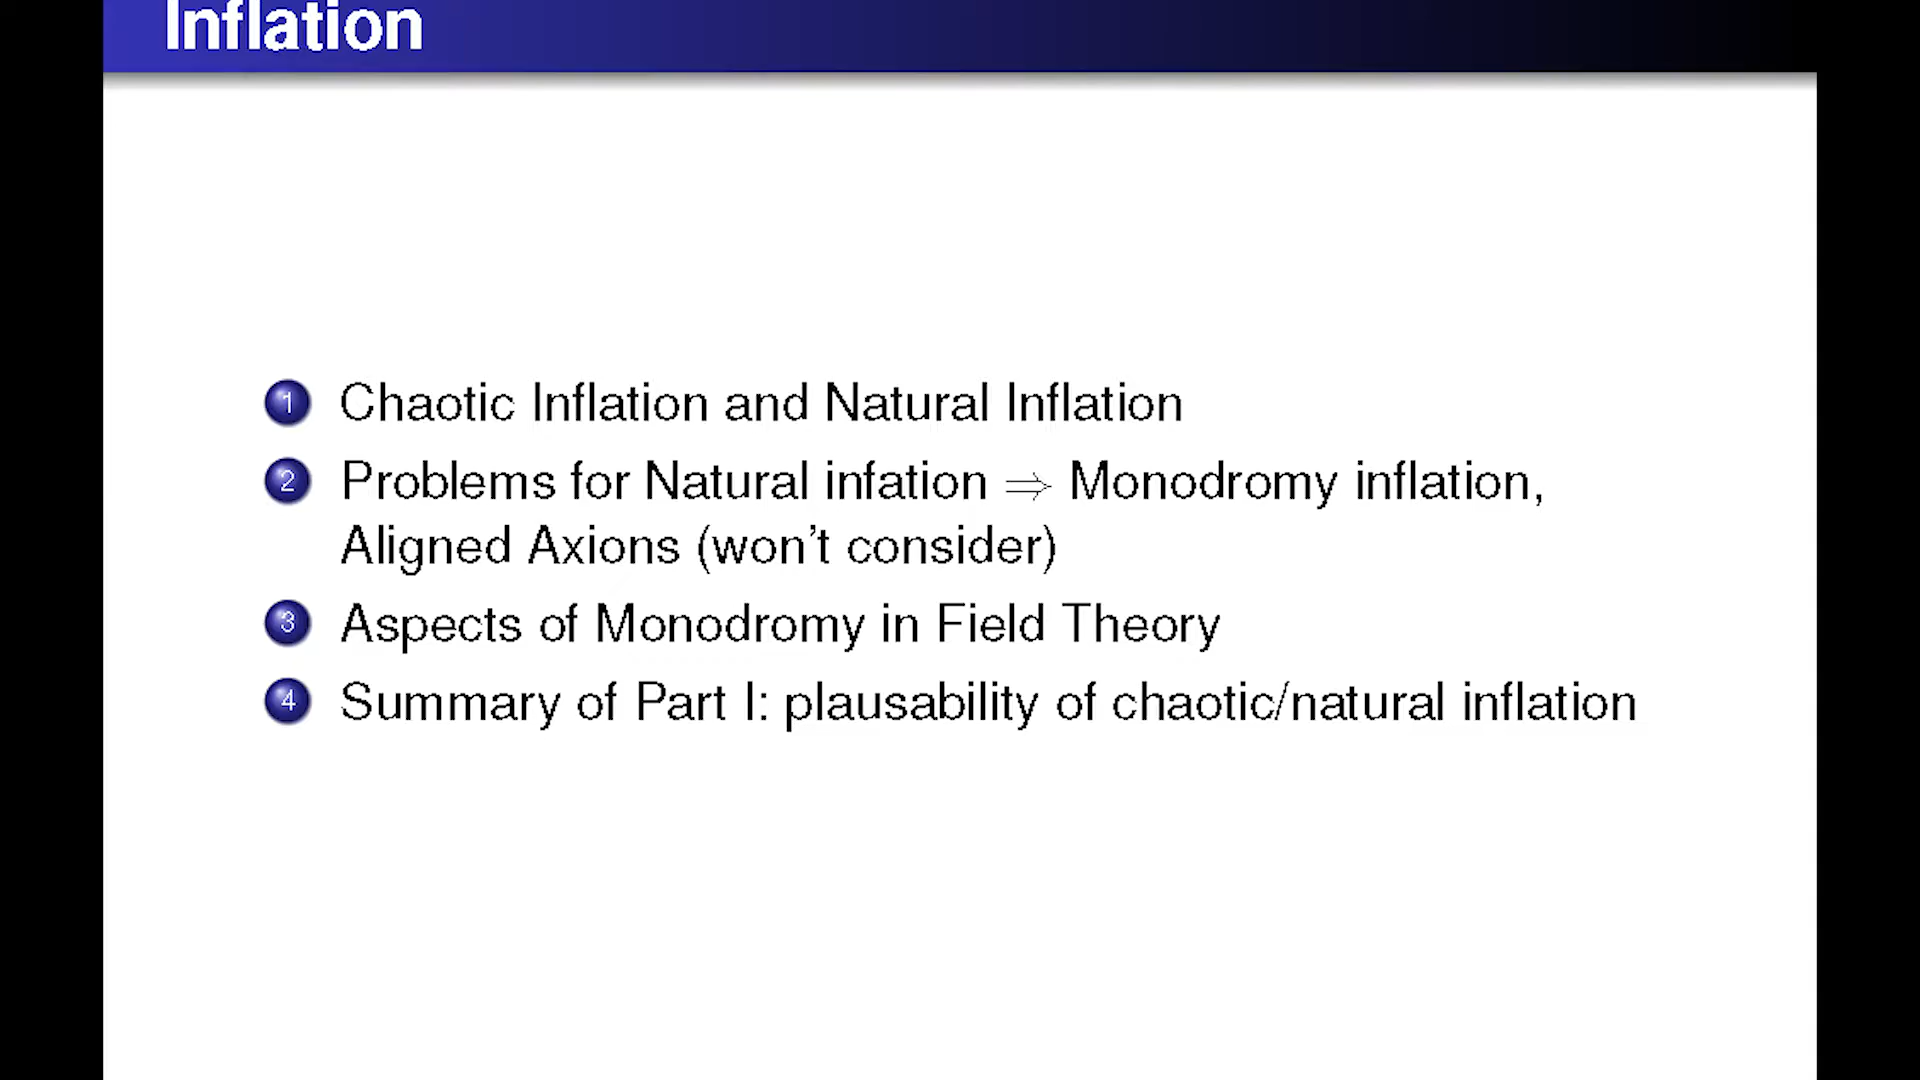 Inflation
1 Chaotic Inflation and Natural Inflation
2 Problems for Natural infation ⇒ Monodromy inflation,
Aligned Axions (won't consider)
3 Aspects of Monodromy in Field Theory
4 Summary of Part I: plausability of chaotic/natural inflation